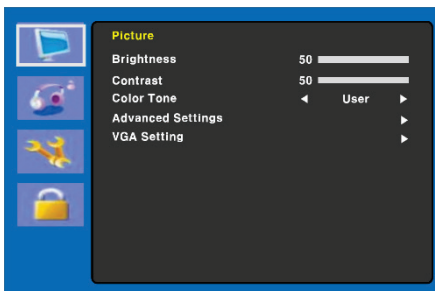 Picture
Brightness 50
Contrast 50
Color Tone User
Advanced Settings
VGA Setting